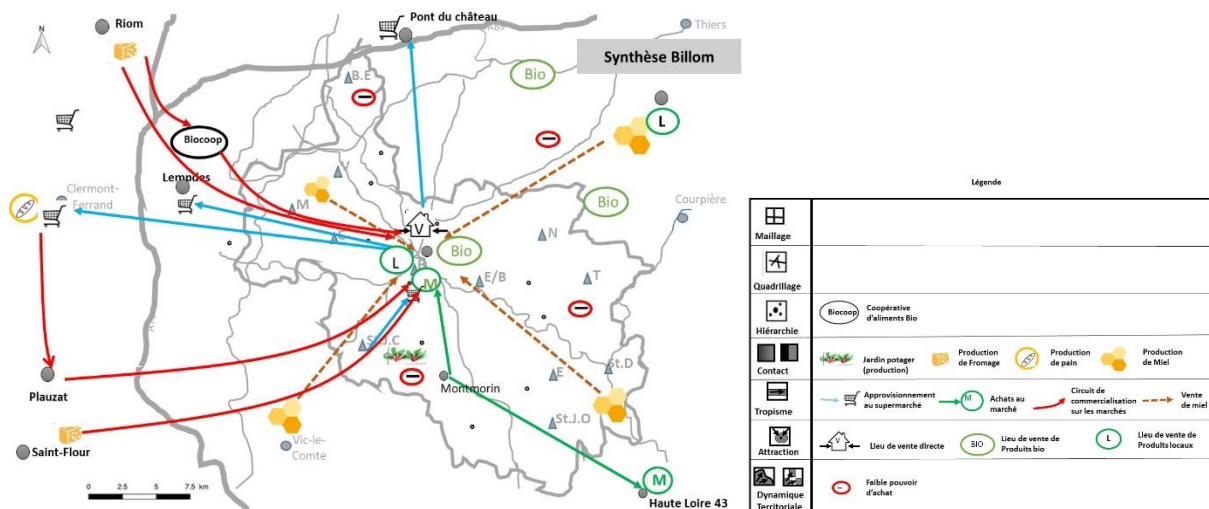 Riom
Pont du château
A89
Thiers
Synthèse Billom
B.E
Bio
L
Biocoop
Lempdes
Clermont-
Ferrand
V
M
Bio
Courpière
V
N
C
L
Bio
B
E/B
T
M
St.J.C
St.D
Plauzat
Montmorin
E
St.J.O
Vic-le-
Comte
Saint-Flour
M
0 2.5 5 7.5 km
Haute Loire 43
Légende
Maillage
Quadrillage
Hiérarchie
Biocoop
Coopérative
d'aliments Bio
Contact
Jardin potager
(production)
Production
de Fromage
Production
de pain
Production
de Miel
Tropisme
Approvisionnement
au supermarché
M
Achats au
marché
Circuit de
commercialisation
sur les marchés
Vente
de miel
Attraction
V
Lieu de vente directe
BIO
Lieu de vente de
Produits bio
L
Lieu de vente de
Produits locaux
Dynamique
Territoriale
Faible pouvoir
d'achat